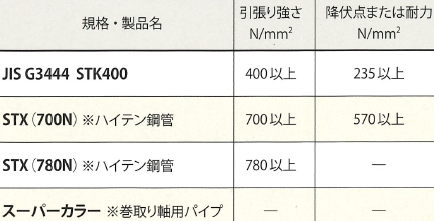 規格・製品名 引張り強さ N/mm² 降伏点または耐力 N/mm²
JIS G3444 STK400 400以上 235以上
STX（700N）※ハイテン鋼管 700以上 570以上
STX（780N）※ハイテン鋼管 780以上 —
スーパーカラー ※巻取り軸用パイプ — —